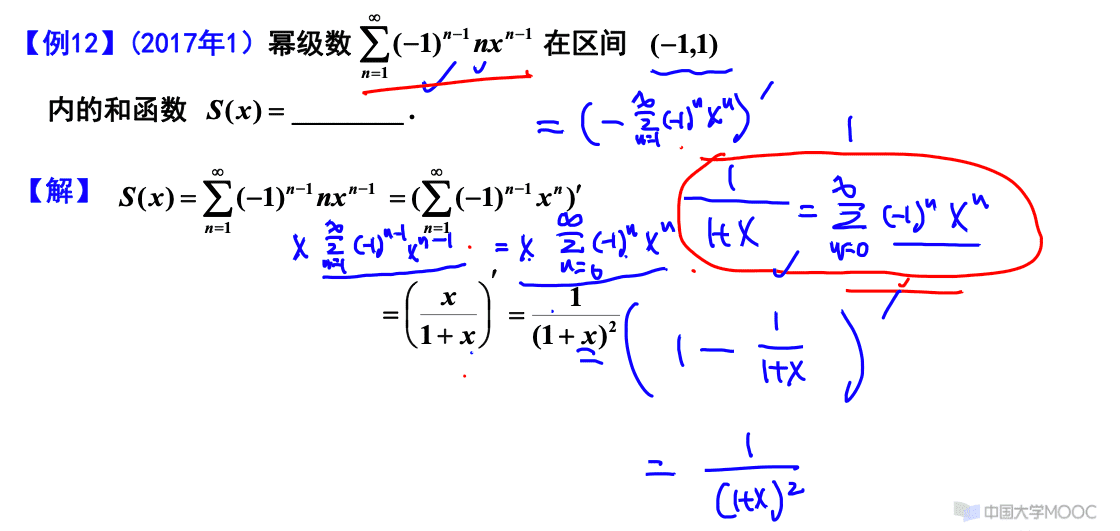 【例12】(2017年1) 幂级数 $\sum_{n=1}^{\infty}(-1)^{n-1}nx^{n-1}$ 在区间 $(-1,1)$
内的和函数 $S(x)=$ ________ .
$= \left(-\sum_{n=1}^{\infty}(-1)^{n}x^{n}\right)'$
1
【解】 $S(x)=\sum_{n=1}^{\infty}(-1)^{n-1}nx^{n-1}=(\sum_{n=1}^{\infty}(-1)^{n-1}x^{n})'$
$\frac{1}{1+x}=\sum_{n=0}^{\infty}(-1)^{n}x^{n}$
$x\sum_{n=1}^{\infty}(-1)^{n-1}x^{n-1}=x\sum_{n=0}^{\infty}(-1)^{n}x^{n}$
$=\left(\frac{x}{1+x}\right)'=\frac{1}{(1+x)^{2}}$
$=\left(1-\frac{1}{1+x}\right)'$
$=\frac{1}{(1+x)^{2}}$
中国大学MOOC